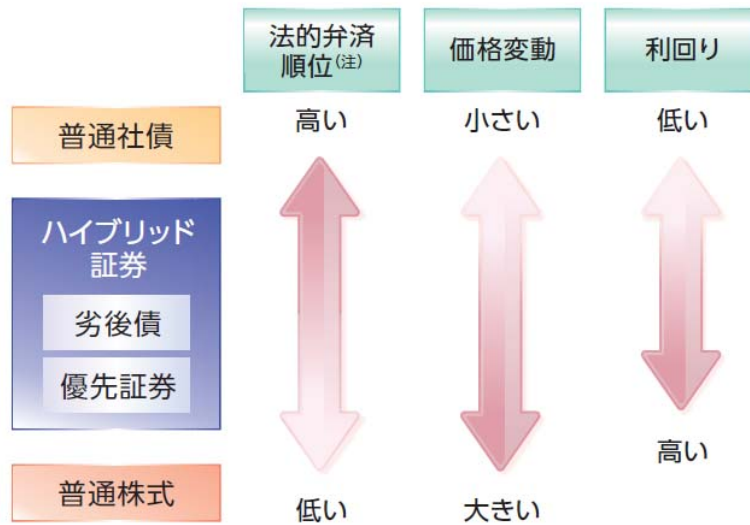 法的弁済
順位(注)
価格変動
利回り
普通社債
高い
小さい
低い
ハイブリッド
証券
劣後債
優先証券
高い
普通株式
低い
大きい